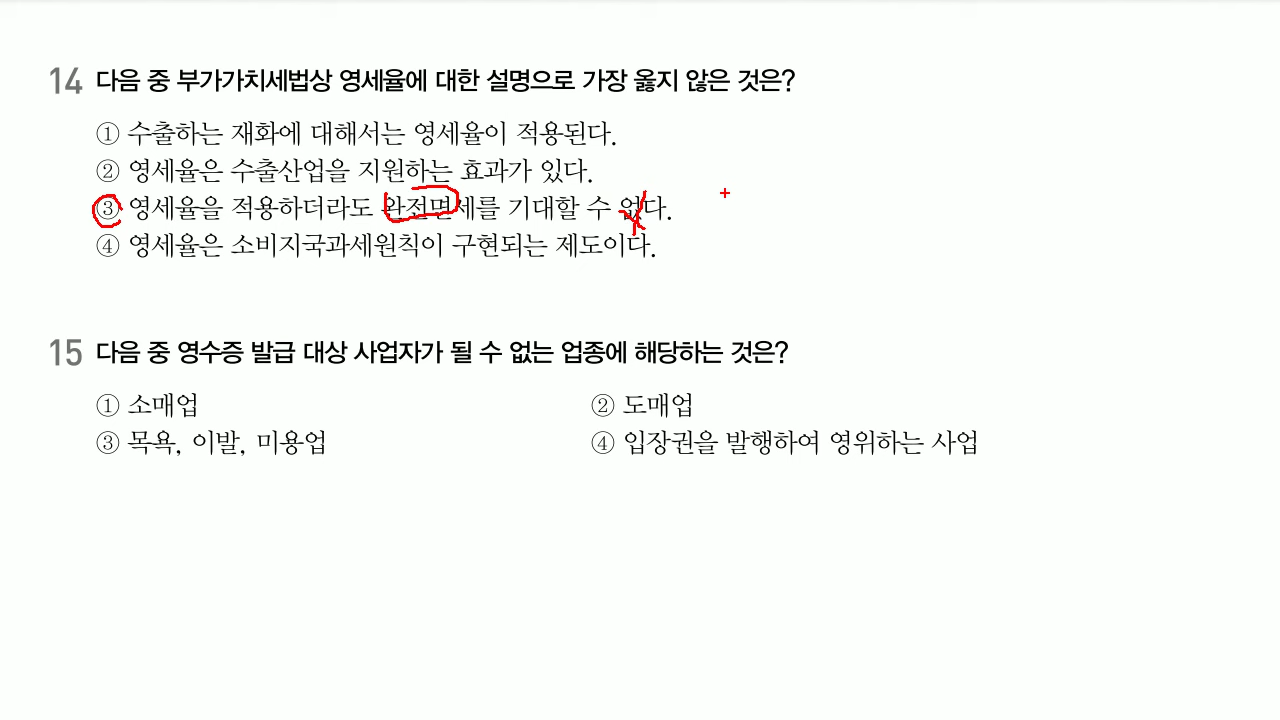 14 다음 중 부가가치세법상 영세율에 대한 설명으로 가장 옳지 않은 것은?
① 수출하는 재화에 대해서는 영세율이 적용된다.
② 영세율은 수출산업을 지원하는 효과가 있다.
③ 영세율을 적용하더라도 완전면세를 기대할 수 없다.
④ 영세율은 소비지국과세원칙이 구현되는 제도이다.
15 다음 중 영수증 발급 대상 사업자가 될 수 없는 업종에 해당하는 것은?
① 소매업 ② 도매업
③ 목욕, 이발, 미용업 ④ 입장권을 발행하여 영위하는 사업